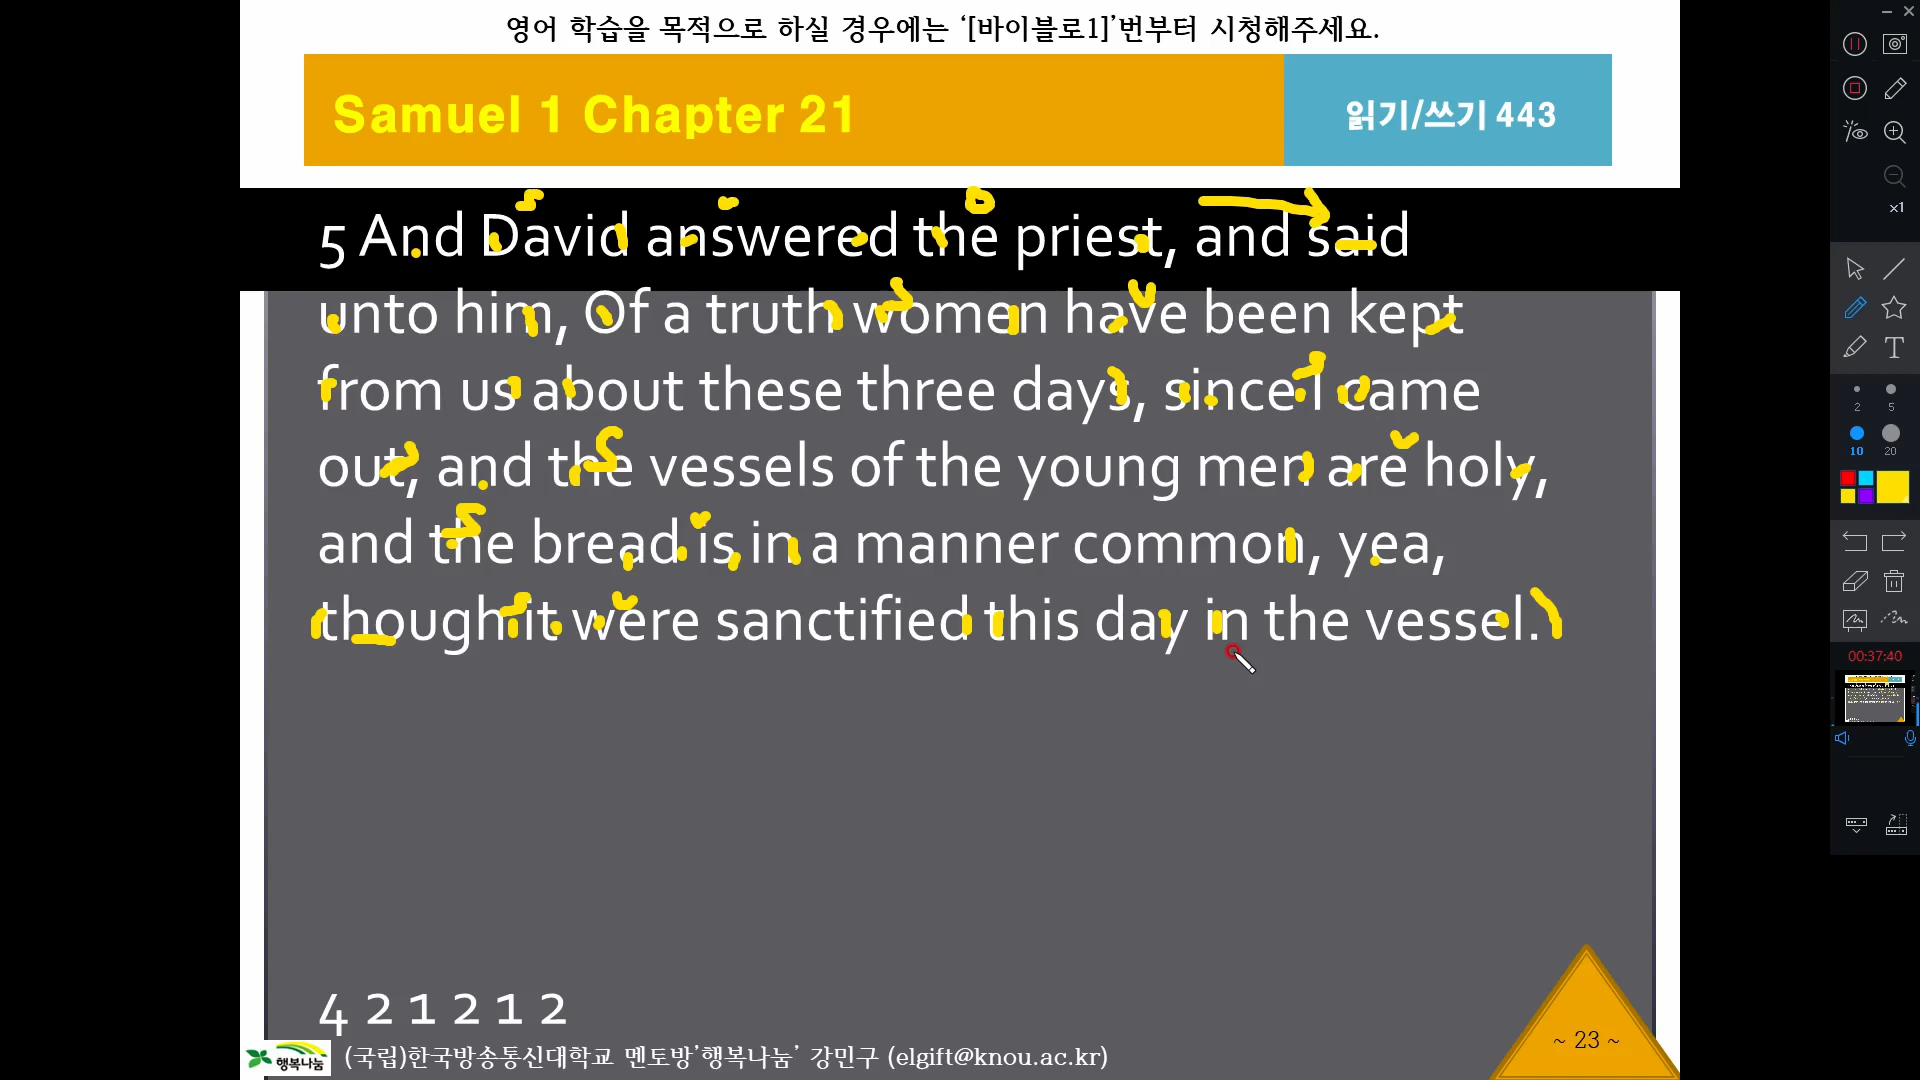 영어 학습을 목적으로 하실 경우에는 '[바이블로1]'번부터 시청해주세요.
Samuel 1 Chapter 21
읽기/쓰기 443
5 And David answered the priest, and said
unto him, Of a truth women have been kept
from us about these three days, since I came
out, and the vessels of the young men are holy,
and the bread is in a manner common, yea,
though it were sanctified this day in the vessel.
4 2 1 2 1 2
행복나눔
(국립)한국방송통신대학교 멘토방'행복나눔' 강민구 (elgift@knou.ac.kr)
~ 23 ~
x1
T
2 5
10 20
00:37:40